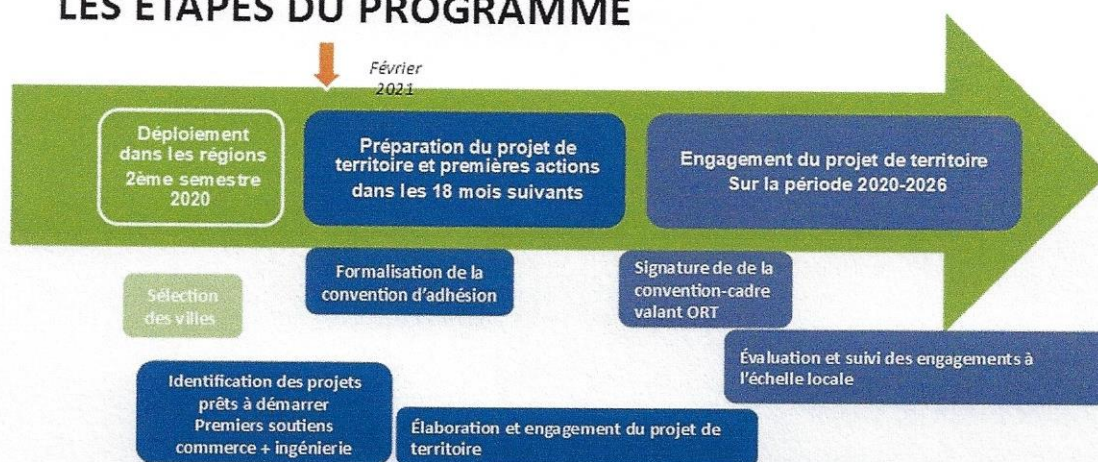 LES ÉTAPES DU PROGRAMME
Février
2021
Déploiement
dans les régions
2ème semestre
2020
Préparation du projet de
territoire et premières actions
dans les 18 mois suivants
Engagement du projet de territoire
Sur la période 2020-2026
Sélection
des villes
Formalisation de la
convention d'adhésion
Signature de de la
convention-cadre
valant ORT
Évaluation et suivi des engagements à
l'échelle locale
Identification des projets
prêts à démarrer
Premiers soutiens
commerce + ingénierie
Élaboration et engagement du projet de
territoire